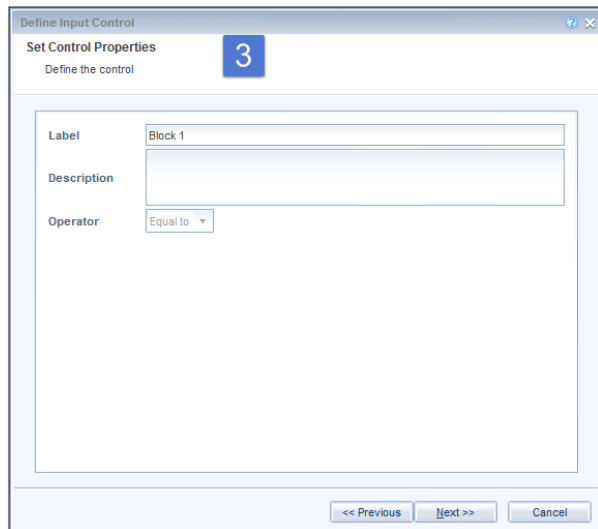 Define Input Control
Set Control Properties
3
Define the control
Label Block 1
Description
Operator Equal to
<< Previous Next >> Cancel